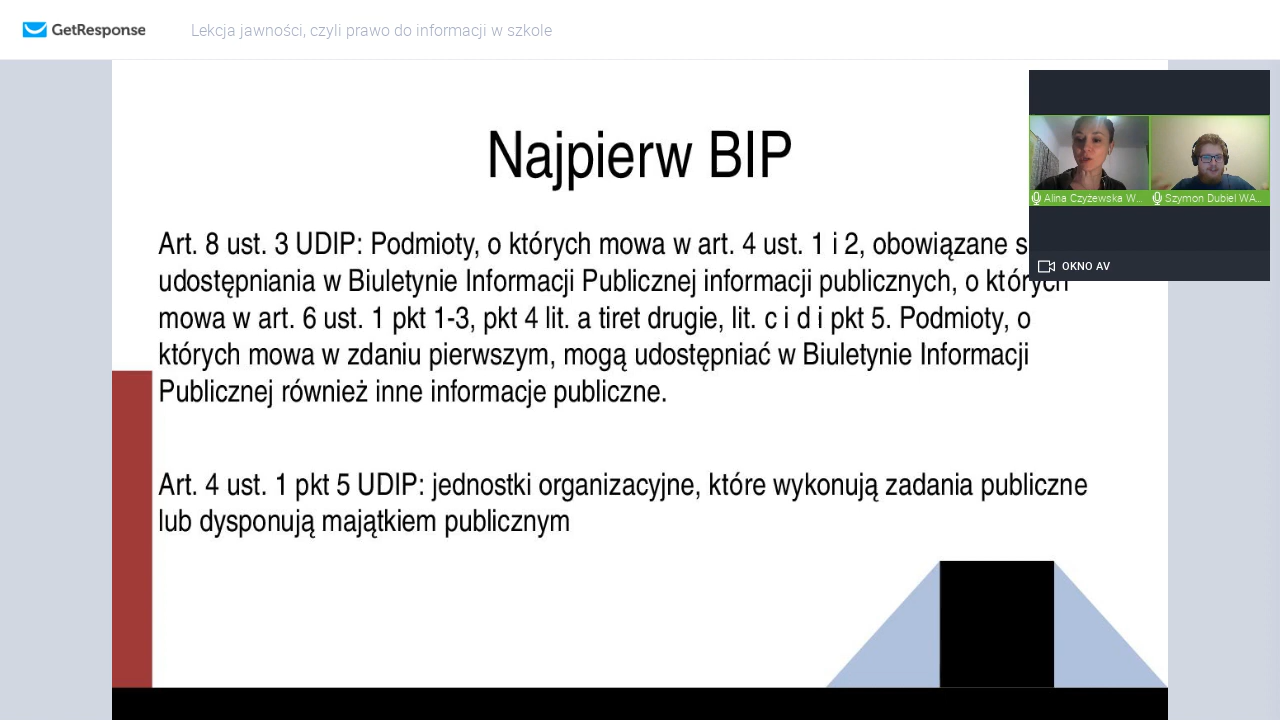 GetResponse
Lekcja jawności, czyli prawo do informacji w szkole
Najpierw BIP
Art. 8 ust. 3 UDIP: Podmioty, o których mowa w art. 4 ust. 1 i 2, obowiązane
udostępniania w Biuletynie Informacji Publicznej informacji publicznych, o których
mowa w art. 6 ust. 1 pkt 1-3, pkt 4 lit. a tiret drugie, lit. c i d i pkt 5. Podmioty, o
których mowa w zdaniu pierwszym, mogą udostępniać w Biuletynie Informacji
Publicznej również inne informacje publiczne.
Art. 4 ust. 1 pkt 5 UDIP: jednostki organizacyjne, które wykonują zadania publiczne
lub dysponują majątkiem publicznym
Alina Czyżewska W...
Szymon Dubiel WA...
OKNO AV